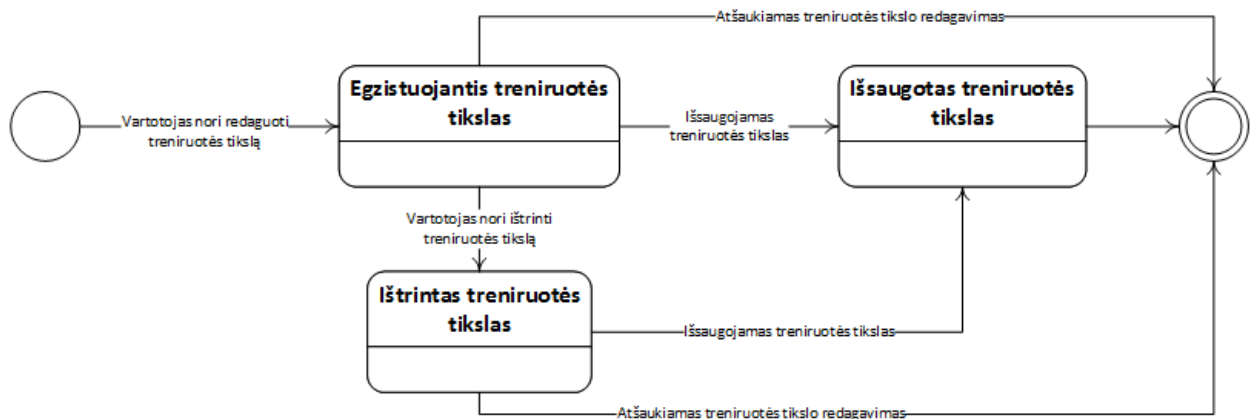 Atšaukiamas treniruotės tikslo redagavimas
Egzistuojantis treniruotės
tikslas
Išsaugotas treniruotės
tikslas
Vartotojas nori redaguoti
treniruotės tikslą
Išsaugojamas
treniruotės tikslas
Vartotojas nori ištrinti
treniruotės tikslą
Ištrintas treniruotės
tikslas
Išsaugojamas treniruotės tikslas
Atšaukiamas treniruotės tikslo redagavimas